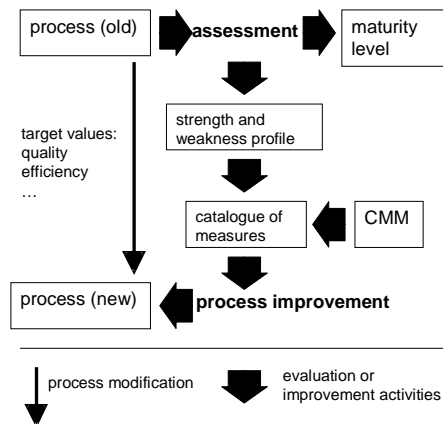 process (old)
assessment
maturity
level
strength and
weakness profile
target values:
quality
efficiency
…
catalogue of
measures
CMM
process (new)
process improvement
process modification
evaluation or
improvement activities